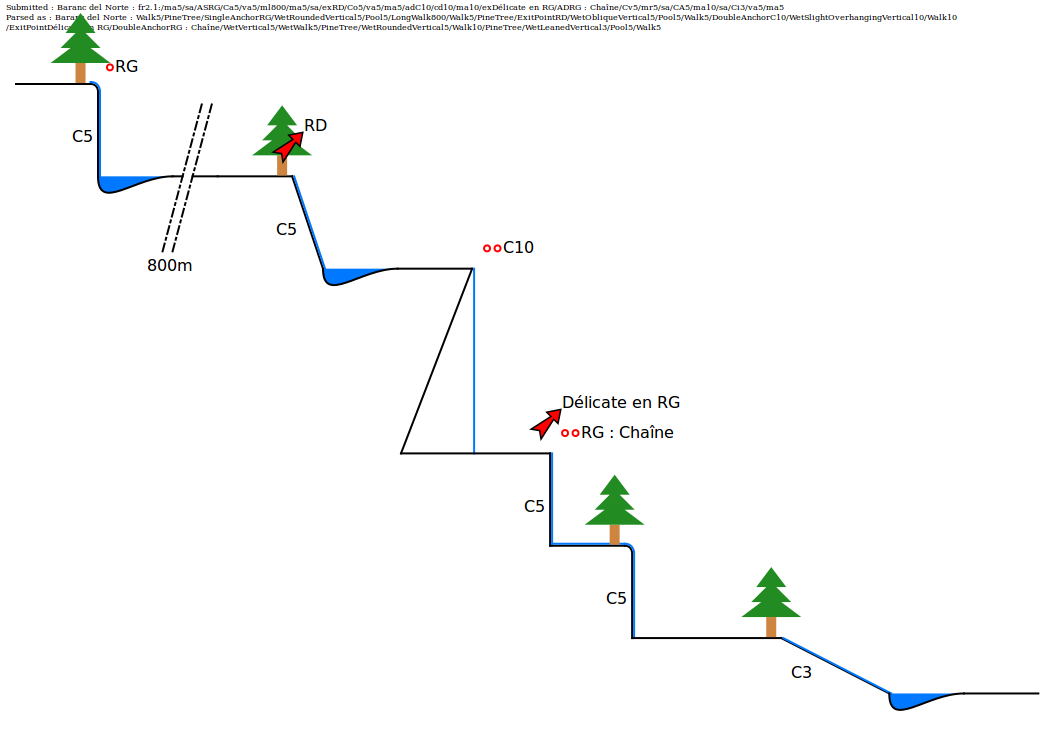 Submitted : Baranc del Norte : fr2.1:/ma5/sa/ASRG/Ca5/va5/ml800/ma5/sa/exRD/Co5/va5/ma5/adC10/cd10/ma10/exDélicate en RG/ADRG : Chaîne/Cv5/mr5/sa/CA5/ma10/sa/Ci3/va5/ma5
Parsed as : Baranc del Norte : Walk5/PineTree/SingleAnchorRG/WetRoundedVertical5/Pool5/LongWalk800/Walk5/PineTree/ExitPointRD/WetObliqueVertical5/Pool5/Walk5/DoubleAnchorC10/WetSlightOverhangingVertical10/Walk10
/ExitPointDélicate en RG/DoubleAnchorRG : Chaîne/WetVertical5/WetWalk5/PineTree/WetRoundedVertical5/Walk10/PineTree/WetLeanedVertical3/Pool5/Walk5
RG
RD
C5
C5
C10
800m
Délicate en RG
RG : Chaîne
C5
C5
C3